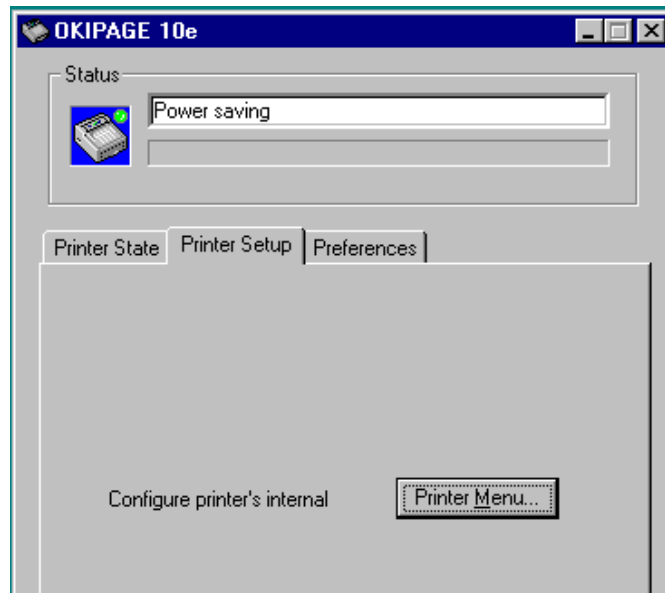 OKIPAGE 10e
Status
Power saving
Printer State Printer Setup Preferences
Configure printer's internal Printer Menu...